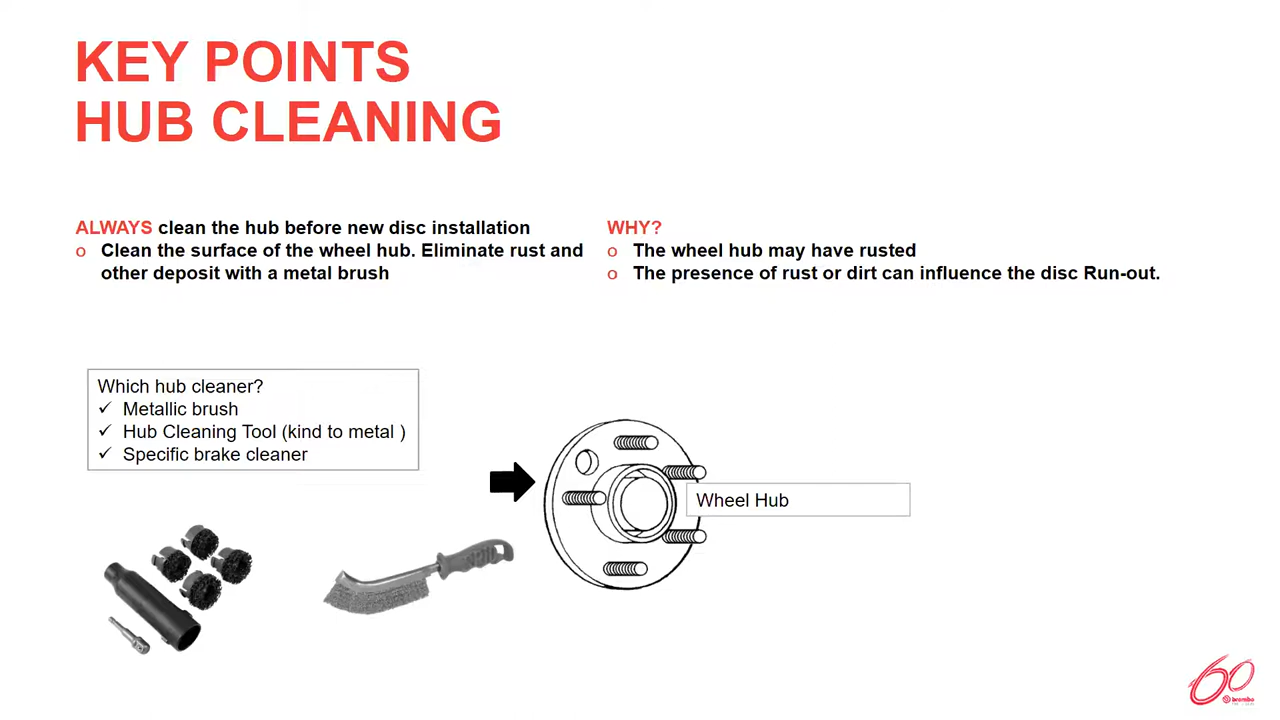 KEY POINTS
HUB CLEANING
ALWAYS clean the hub before new disc installation
o Clean the surface of the wheel hub. Eliminate rust and
other deposit with a metal brush
WHY?
o The wheel hub may have rusted
o The presence of rust or dirt can influence the disc Run-out.
Which hub cleaner?
✓ Metallic brush
✓ Hub Cleaning Tool (kind to metal )
✓ Specific brake cleaner
Wheel Hub
60
brembo